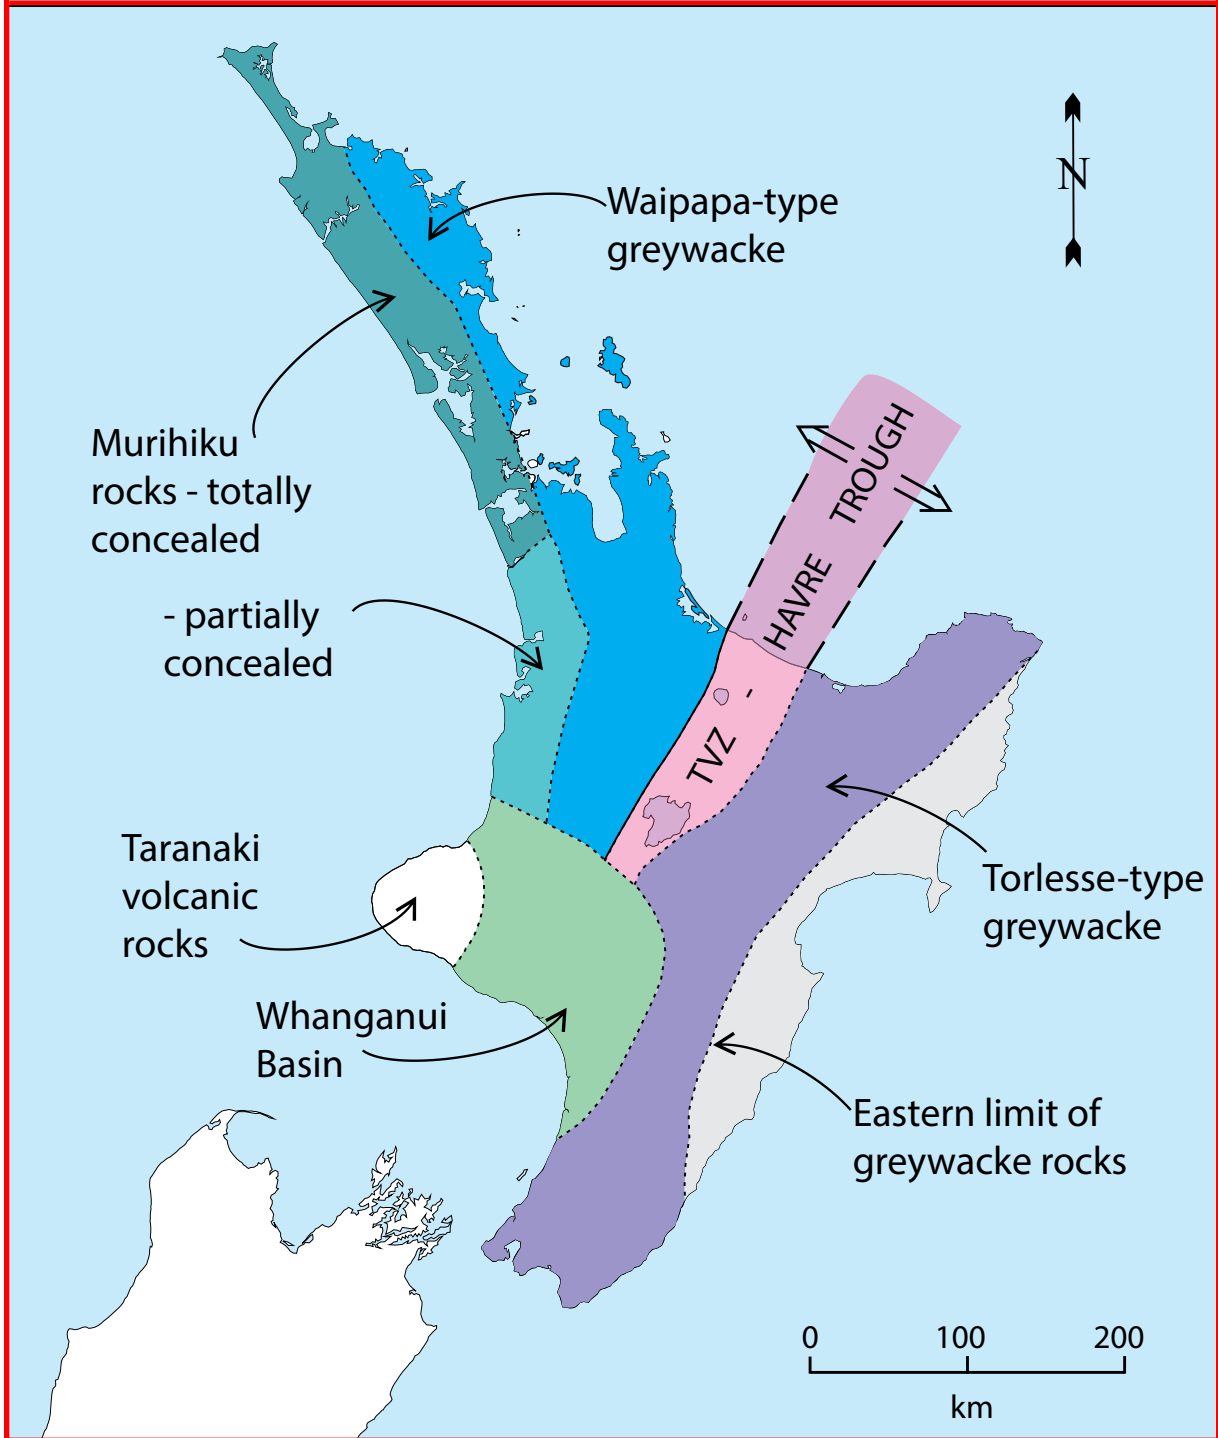 N
Waipapa-type
greywacke
Murihiku
rocks - totally
concealed
- partially
concealed
TVZ - HAVRE TROUGH
Taranaki
volcanic
rocks
Torlesse-type
greywacke
Whanganui
Basin
Eastern limit of
greywacke rocks
0 100 200
km